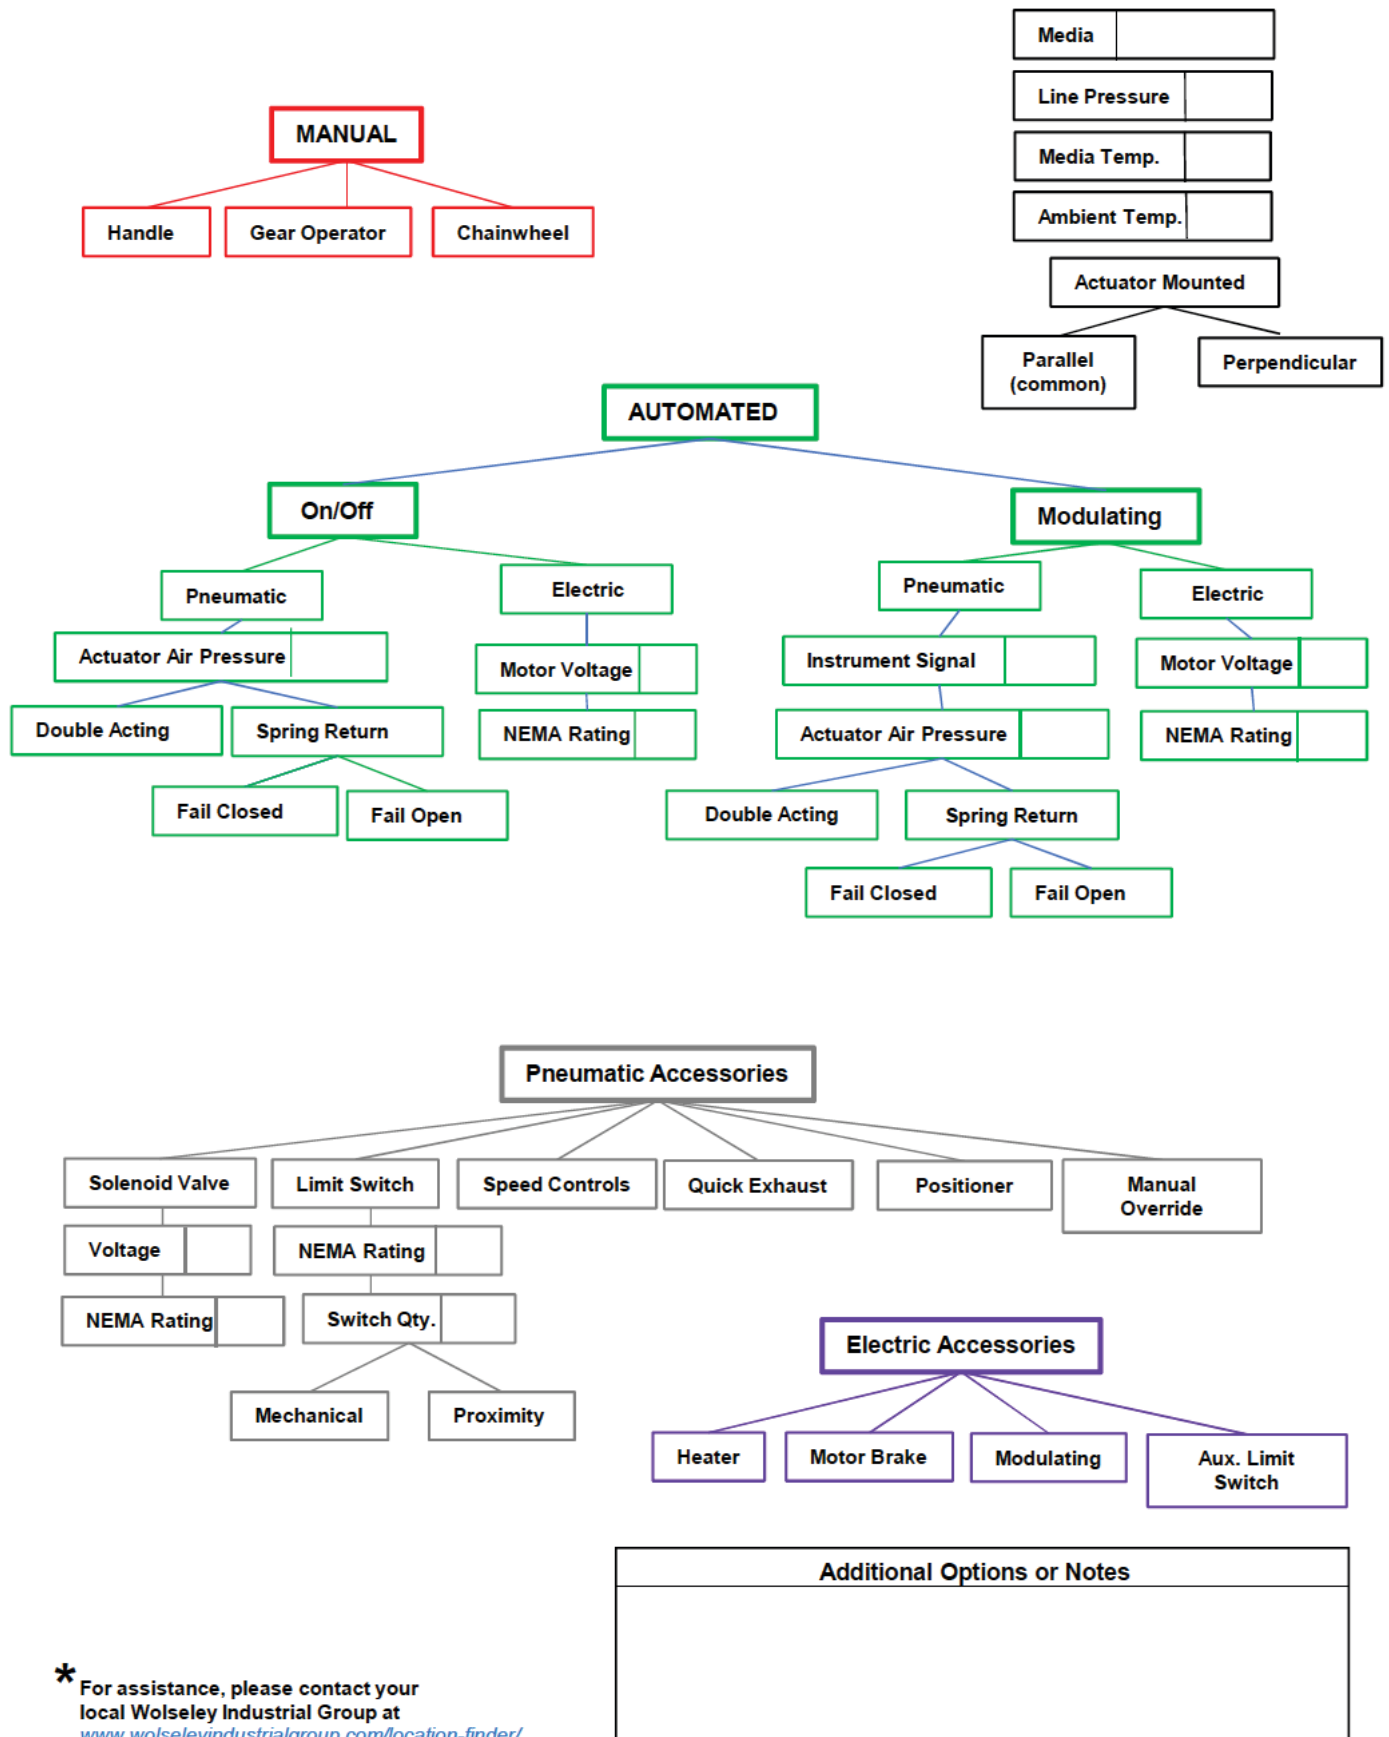 Media
Line Pressure
MANUAL
Media Temp.
Ambient Temp.
Handle
Gear Operator
Chainwheel
Actuator Mounted
Parallel
(common)
Perpendicular
AUTOMATED
On/Off
Modulating
Pneumatic
Electric
Pneumatic
Electric
Actuator Air Pressure
Motor Voltage
Instrument Signal
Motor Voltage
Double Acting
Spring Return
NEMA Rating
Actuator Air Pressure
NEMA Rating
Fail Closed
Fail Open
Double Acting
Spring Return
Fail Closed
Fail Open
Pneumatic Accessories
Solenoid Valve
Limit Switch
Speed Controls
Quick Exhaust
Positioner
Manual
Override
Voltage
NEMA Rating
NEMA Rating
Switch Qty.
Mechanical
Proximity
Electric Accessories
Heater
Motor Brake
Modulating
Aux. Limit
Switch
Additional Options or Notes
* For assistance, please contact your
local Wolseley Industrial Group at
www.wolseleyindustrialgroup.com/location-finder/